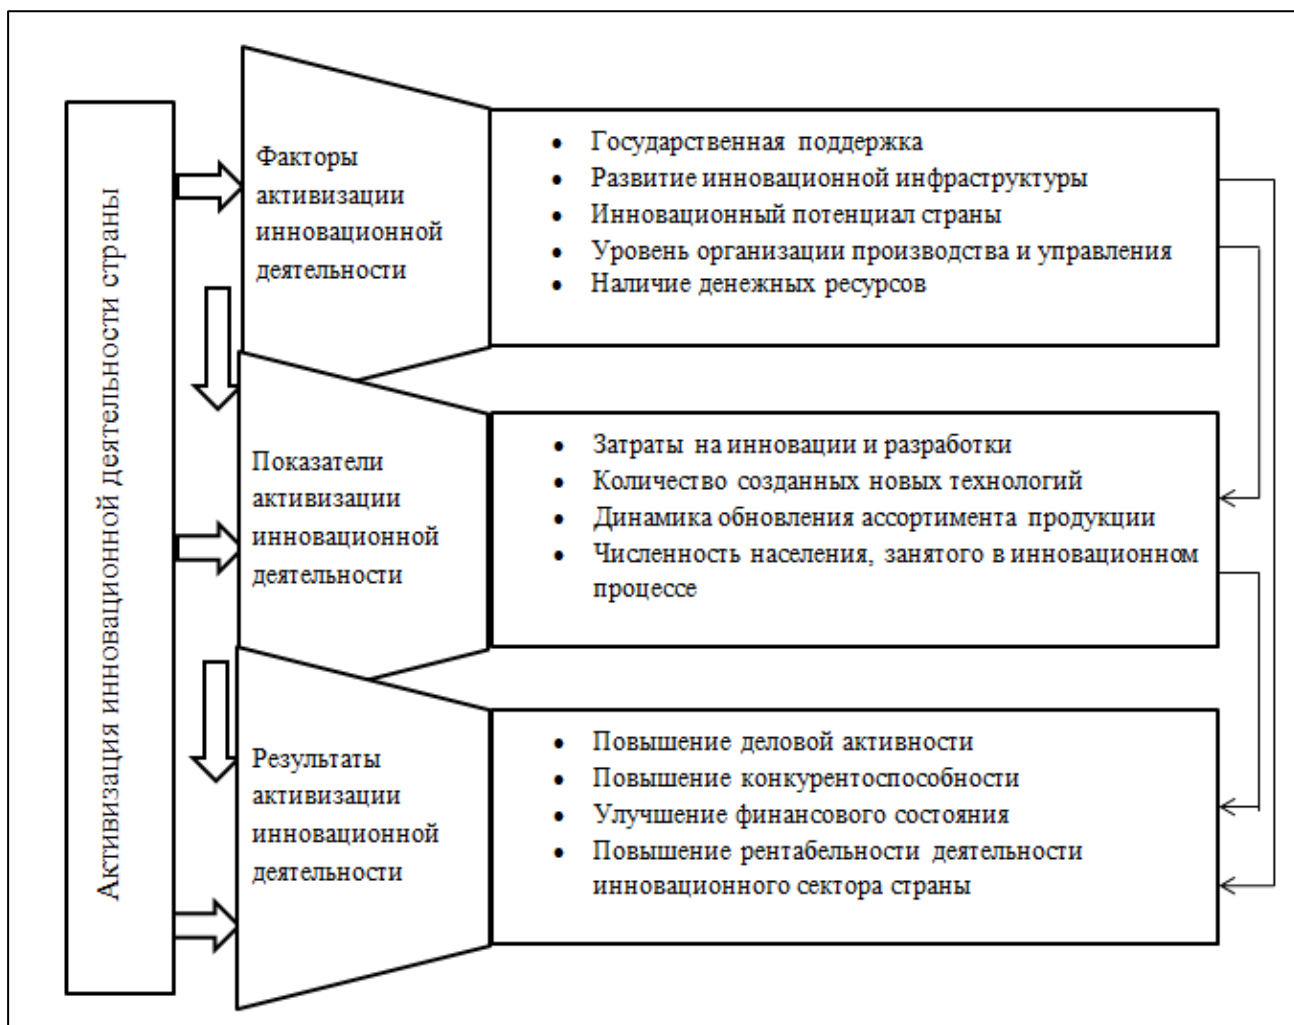 Активизация инновационной деятельности страны
Факторы
активизации
инновационной
деятельности
• Государственная поддержка
• Развитие инновационной инфраструктуры
• Инновационный потенциал страны
• Уровень организации производства и управления
• Наличие денежных ресурсов
Показатели
активизации
инновационной
деятельности
• Затраты на инновации и разработки
• Количество созданных новых технологий
• Динамика обновления ассортимента продукции
• Численность населения, занятого в инновационном
процессе
Результаты
активизации
инновационной
деятельности
• Повышение деловой активности
• Повышение конкурентоспособности
• Улучшение финансового состояния
• Повышение рентабельности деятельности
инновационного сектора страны